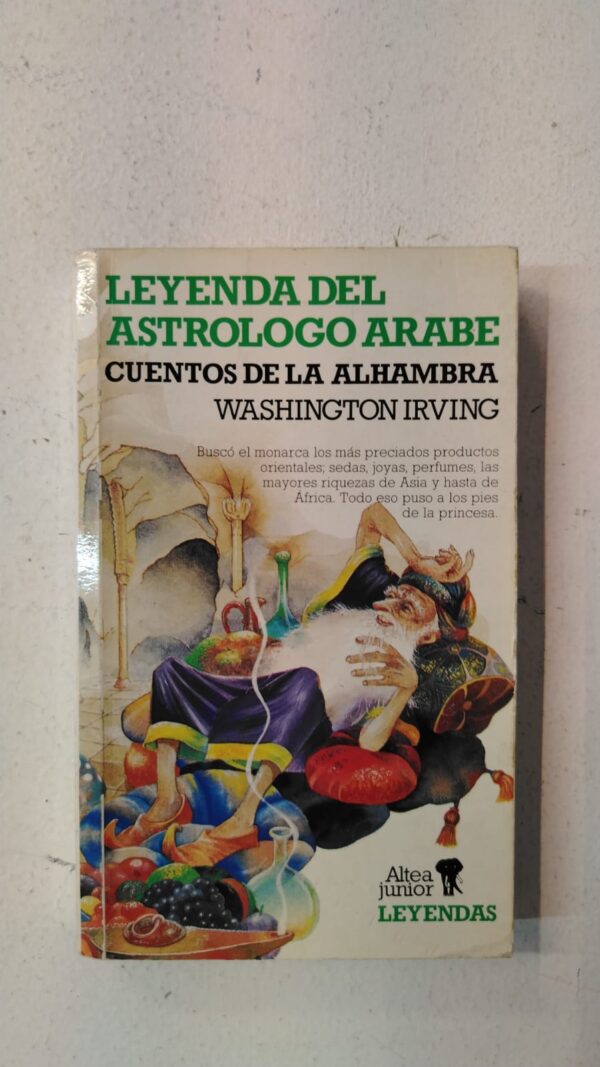 LEYENDA DEL
ASTROLOGO ARABE
CUENTOS DE LA ALHAMBRA
WASHINGTON IRVING
Buscó el monarca los más preciados productos
orientales; sedas, joyas, perfumes, las
mayores riquezas de Asia y hasta de
África. Todo eso puso a los pies
de la princesa.
Altea
junior
LEYENDAS